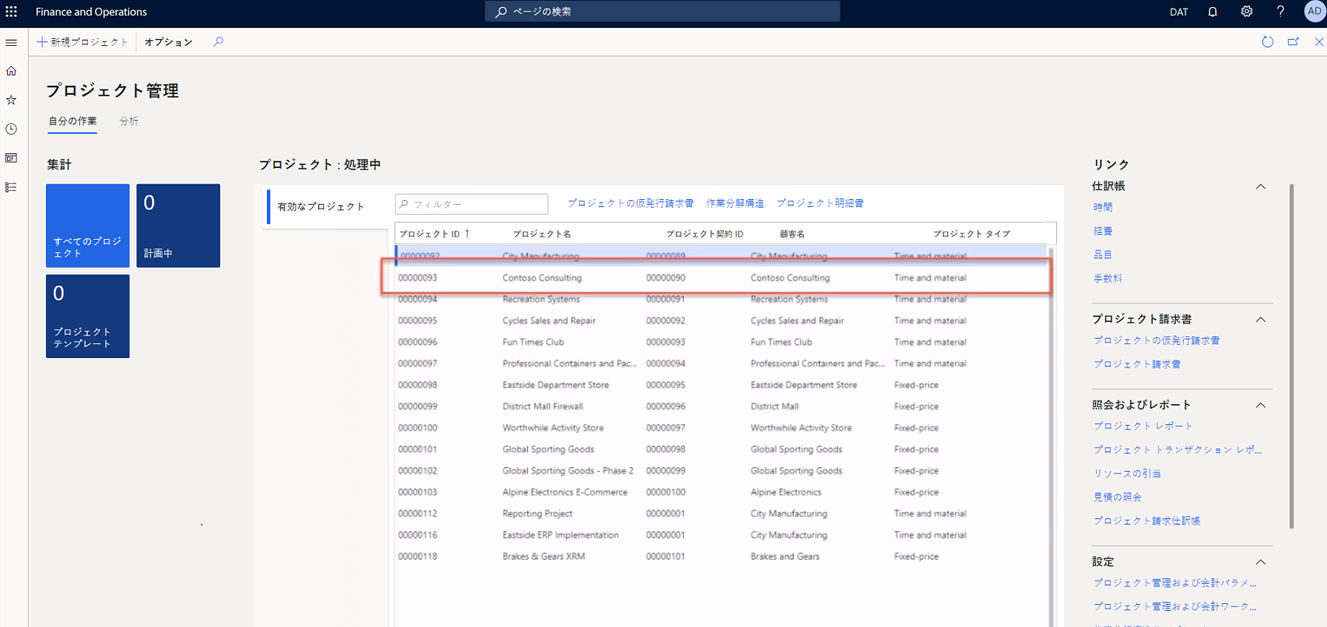 Finance and Operations
ページの検索
DAT
?
AD
新規プロジェクト
オプション
プロジェクト管理
自分の作業
分析
集計
すべてのプロジ
ェクト
0
計画中
0
プロジェクト
テンプレート
プロジェクト : 処理中
有効なプロジェクト
フィルター
プロジェクトの仮発行請求書 作業分解構造 プロジェクト明細書
プロジェクト ID ↑ プロジェクト名 プロジェクト契約 ID 顧客名 プロジェクト タイプ
00000092 City Manufacturing 00000089 City Manufacturing Time and material
00000093 Contoso Consulting 00000090 Contoso Consulting Time and material
00000094 Recreation Systems 00000091 Recreation Systems Time and material
00000095 Cycles Sales and Repair 00000092 Cycles Sales and Repair Time and material
00000096 Fun Times Club 00000093 Fun Times Club Time and material
00000097 Professional Containers and Pac... 00000094 Professional Containers and Pac... Time and material
00000098 Eastside Department Store 00000095 Eastside Department Store Fixed-price
00000099 District Mall Firewall 00000096 District Mall Fixed-price
00000100 Worthwhile Activity Store 00000097 Worthwhile Activity Store Fixed-price
00000101 Global Sporting Goods 00000098 Global Sporting Goods Fixed-price
00000102 Global Sporting Goods - Phase 2 00000099 Global Sporting Goods Fixed-price
00000103 Alpine Electronics E-Commerce 00000100 Alpine Electronics Fixed-price
00000112 Reporting Project 00000001 City Manufacturing Time and material
00000116 Eastside ERP Implementation 00000001 City Manufacturing Time and material
00000118 Brakes & Gears XRM 00000101 Brakes and Gears Fixed-price
リンク
仕訳帳
時間
経費
品目
手数料
プロジェクト請求書
プロジェクトの仮発行請求書
プロジェクト請求書
照会およびレポート
プロジェクト レポート
プロジェクト トランザクション レポ...
リソースの引当
見積の照会
プロジェクト請求仕訳帳
設定
プロジェクト管理および会計パラメ...
プロジェクト管理および会計ワーク...